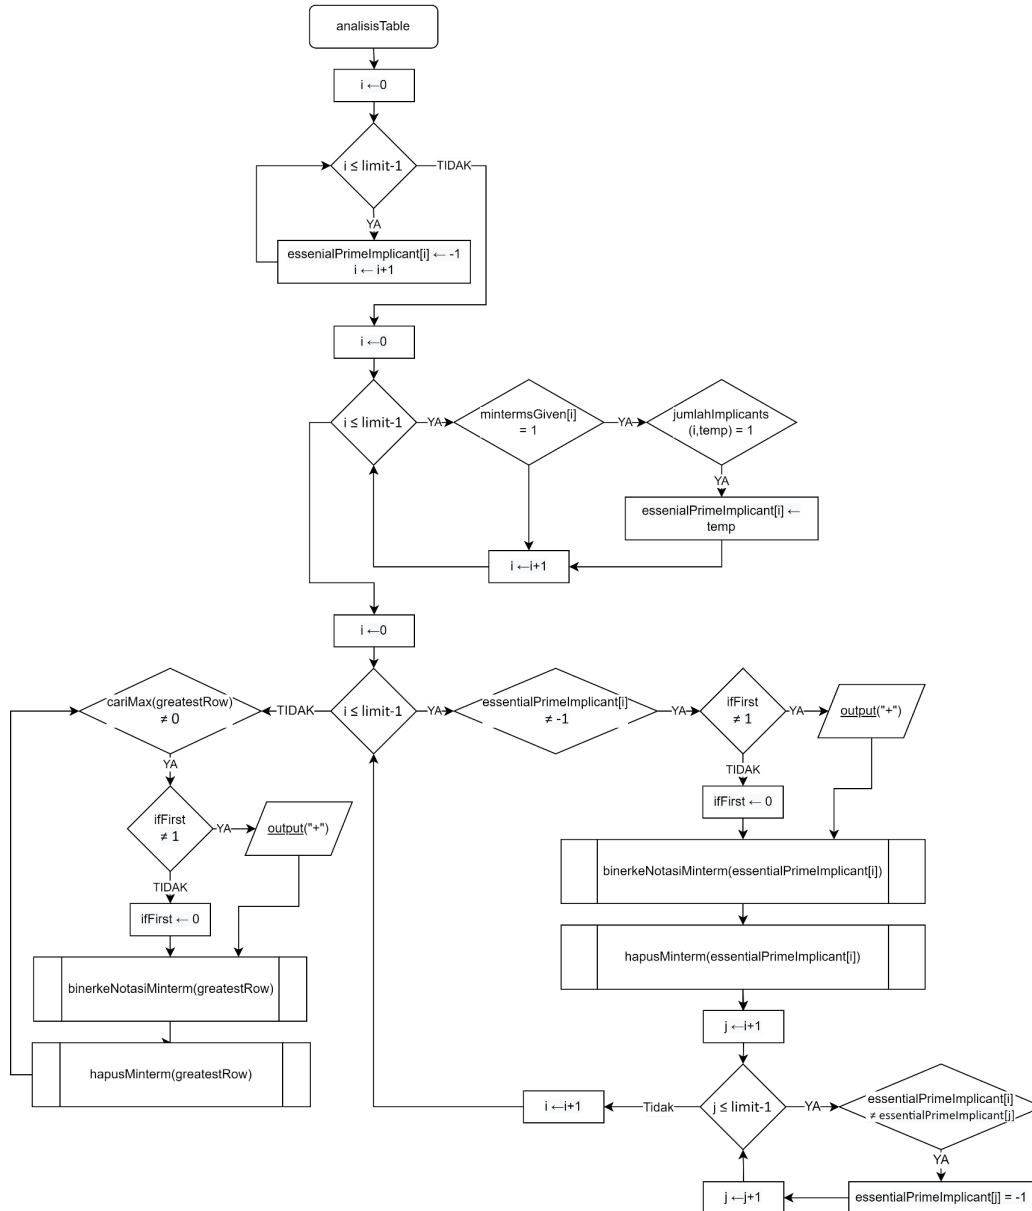 analisisTable
i ←0
i ≤ limit-1
TIDAK
YA
essenialPrimeImplicant[i] ← -1
i ← i+1
i ←0
i ≤ limit-1
YA
mintermsGiven[i]
= 1
YA
jumlahImplicants
(i,temp) = 1
YA
essenialPrimeImplicant[i] ←
temp
i ←i+1
i ←0
cariMax(greatestRow)
≠ 0
TIDAK
i ≤ limit-1
YA
essentialPrimeImplicant[i]
≠ -1
YA
ifFirst
≠ 1
YA
output("+")
YA
TIDAK
ifFirst ← 0
ifFirst
≠ 1
YA
output("+")
TIDAK
ifFirst ← 0
binerkeNotasiMinterm(essentialPrimeImplicant[i])
hapusMinterm(essentialPrimeImplicant[i])
binerkeNotasiMinterm(greatestRow)
hapusMinterm(greatestRow)
j ←i+1
i ←i+1
Tidak
j ≤ limit-1
YA
essentialPrimeImplicant[i]
≠ essentialPrimeImplicant[j]
YA
j ←j+1
essentialPrimeImplicant[j] = -1